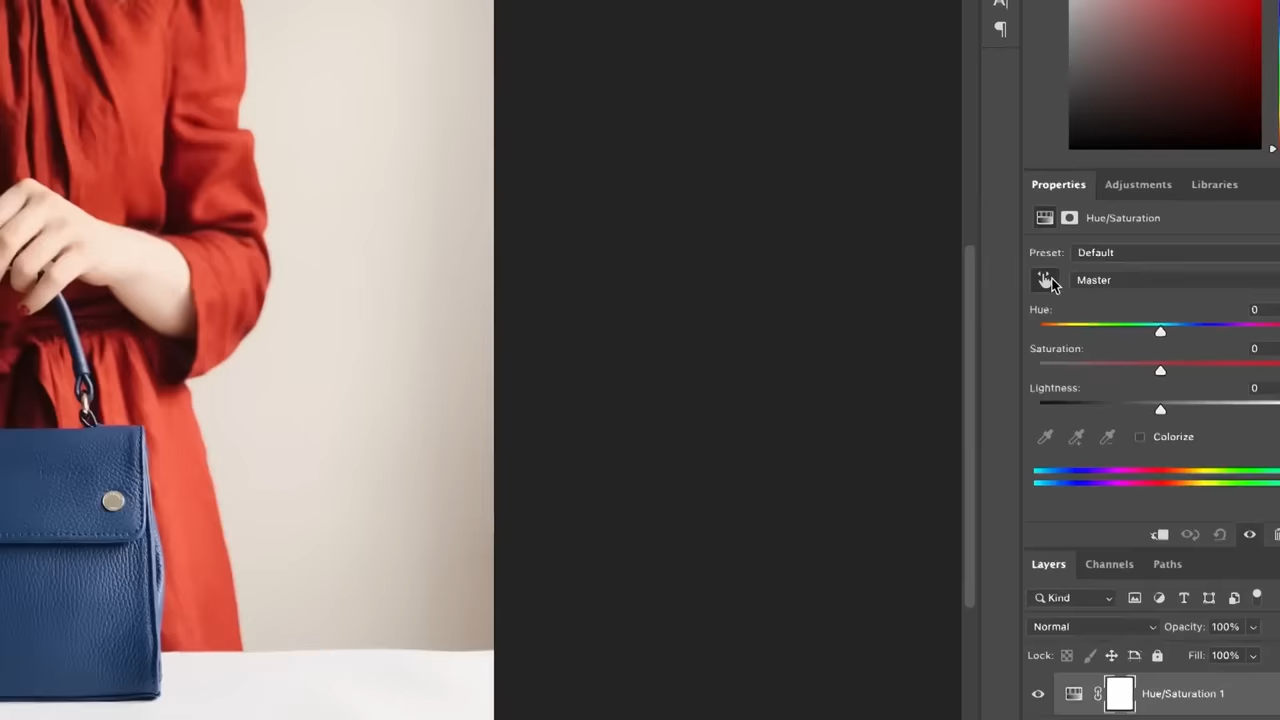 A|
¶
Properties Adjustments Libraries
Hue/Saturation
Preset: Default
Master
Hue: 0
Saturation: 0
Lightness: 0
Colorize
Layers Channels Paths
Kind T
Normal Opacity: 100%
Lock: Fill: 100%
Hue/Saturation 1